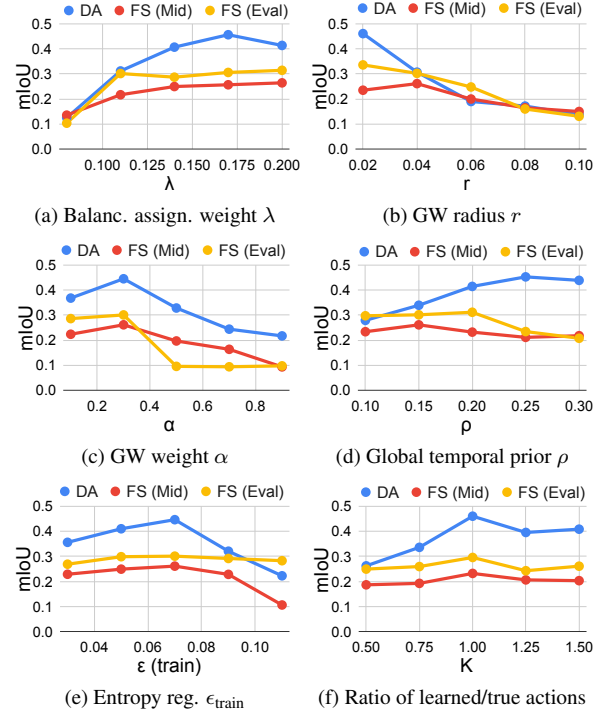 DA FS (Mid) FS (Eval)
DA FS (Mid) FS (Eval)
mIoU
0.5
0.4
0.3
0.2
0.1
0.0
0.100 0.125 0.150 0.175 0.200
λ
mIoU
0.5
0.4
0.3
0.2
0.1
0.0
0.02 0.04 0.06 0.08 0.10
r
(a) Balanc. assign. weight λ
(b) GW radius r
DA FS (Mid) FS (Eval)
DA FS (Mid) FS (Eval)
mIoU
0.5
0.4
0.3
0.2
0.1
0.0
0.2 0.4 0.6 0.8
α
mIoU
0.5
0.4
0.3
0.2
0.1
0.0
0.10 0.15 0.20 0.25 0.30
ρ
(c) GW weight α
(d) Global temporal prior ρ
DA FS (Mid) FS (Eval)
DA FS (Mid) FS (Eval)
mIoU
0.5
0.4
0.3
0.2
0.1
0.0
0.04 0.06 0.08 0.10
ε (train)
mIoU
0.5
0.4
0.3
0.2
0.1
0.0
0.50 0.75 1.00 1.25 1.50
K
(e) Entropy reg. ϵtrain
(f) Ratio of learned/true actions